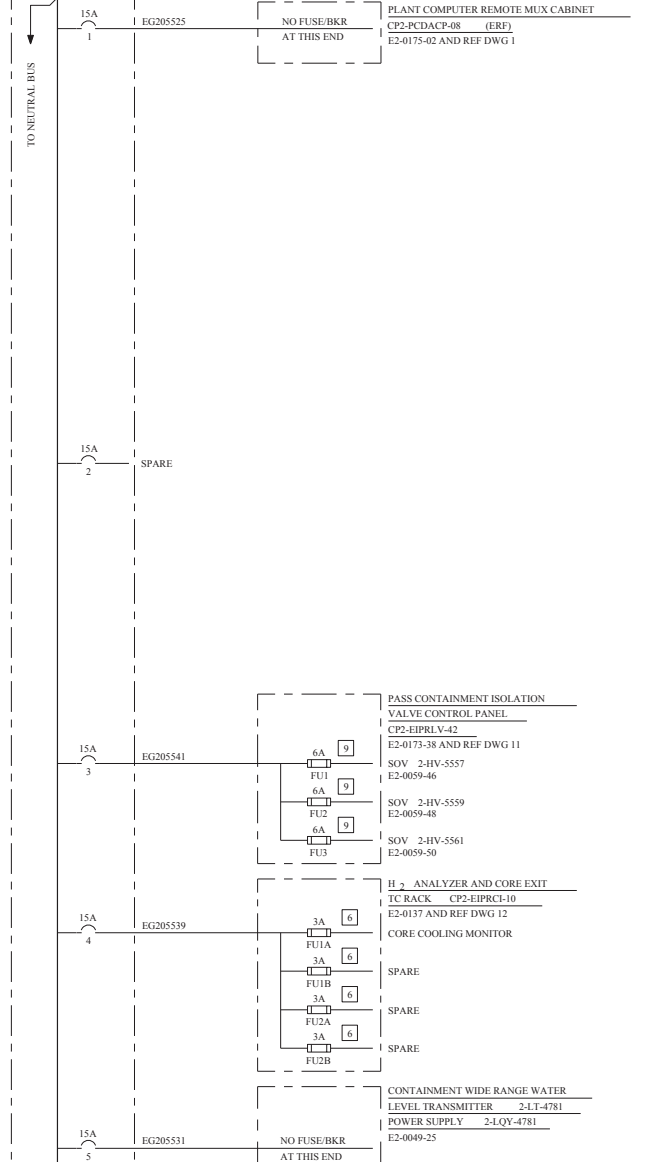 15A
1
EG205525
NO FUSE/BKR
AT THIS END
PLANT COMPUTER REMOTE MUX CABINET
CP2-PCDACP-08 (ERF)
E2-0175-02 AND REF DWG 1
TO NEUTRAL BUS
15A
2
SPARE
15A
3
EG205541
PASS CONTAINMENT ISOLATION
VALVE CONTROL PANEL
CP2-EIPRLV-42
E2-0173-38 AND REF DWG 11
6A 9
FU1
SOV 2-HV-5557
E2-0059-46
6A 9
FU2
SOV 2-HV-5559
E2-0059-48
6A 9
FU3
SOV 2-HV-5561
E2-0059-50
15A
4
EG205539
H 2 ANALYZER AND CORE EXIT
TC RACK CP2-EIPRCI-10
E2-0137 AND REF DWG 12
3A 6
FU1A
CORE COOLING MONITOR
3A 6
FU1B
SPARE
3A 6
FU2A
SPARE
3A 6
FU2B
SPARE
15A
5
EG205531
NO FUSE/BKR
AT THIS END
CONTAINMENT WIDE RANGE WATER
LEVEL TRANSMITTER 2-LT-4781
POWER SUPPLY 2-LQY-4781
E2-0049-25